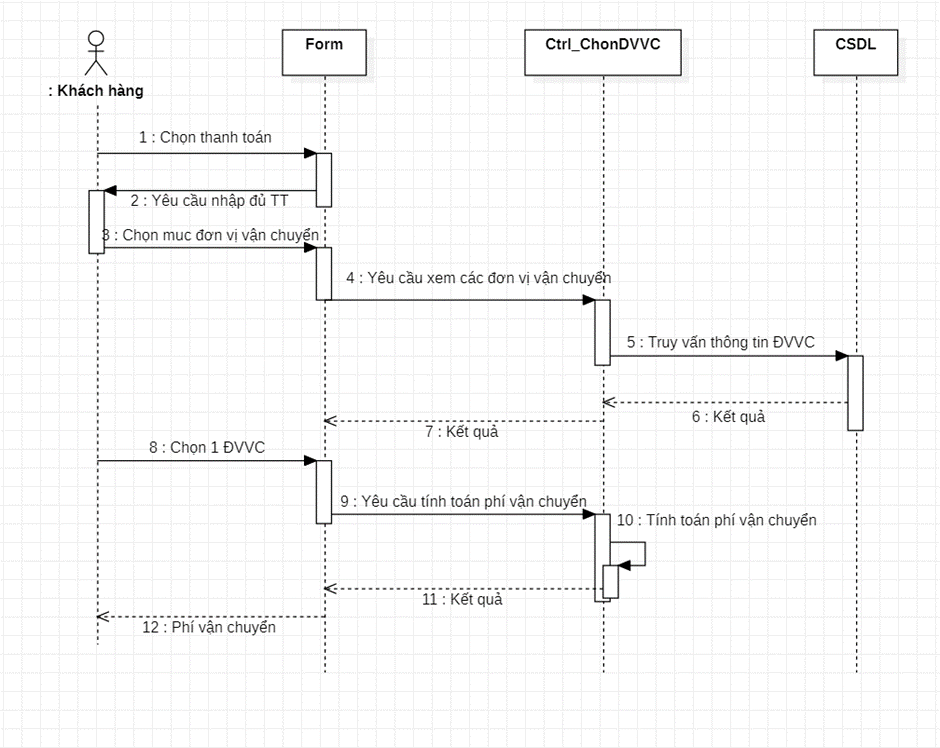 Form
Ctrl_ChonDVVC
CSDL
: Khách hàng
1 : Chọn thanh toán
2 : Yêu cầu nhập đủ TT
3 : Chọn muc đơn vị vận chuyển
4 : Yêu cầu xem các đơn vị vận chuyển
5 : Truy vấn thông tin ĐVVC
6 : Kết quả
7 : Kết quả
8 : Chọn 1 ĐVVC
9 : Yêu cầu tính toán phí vận chuyển
10 : Tính toán phí vận chuyển
11 : Kết quả
12 : Phí vận chuyển